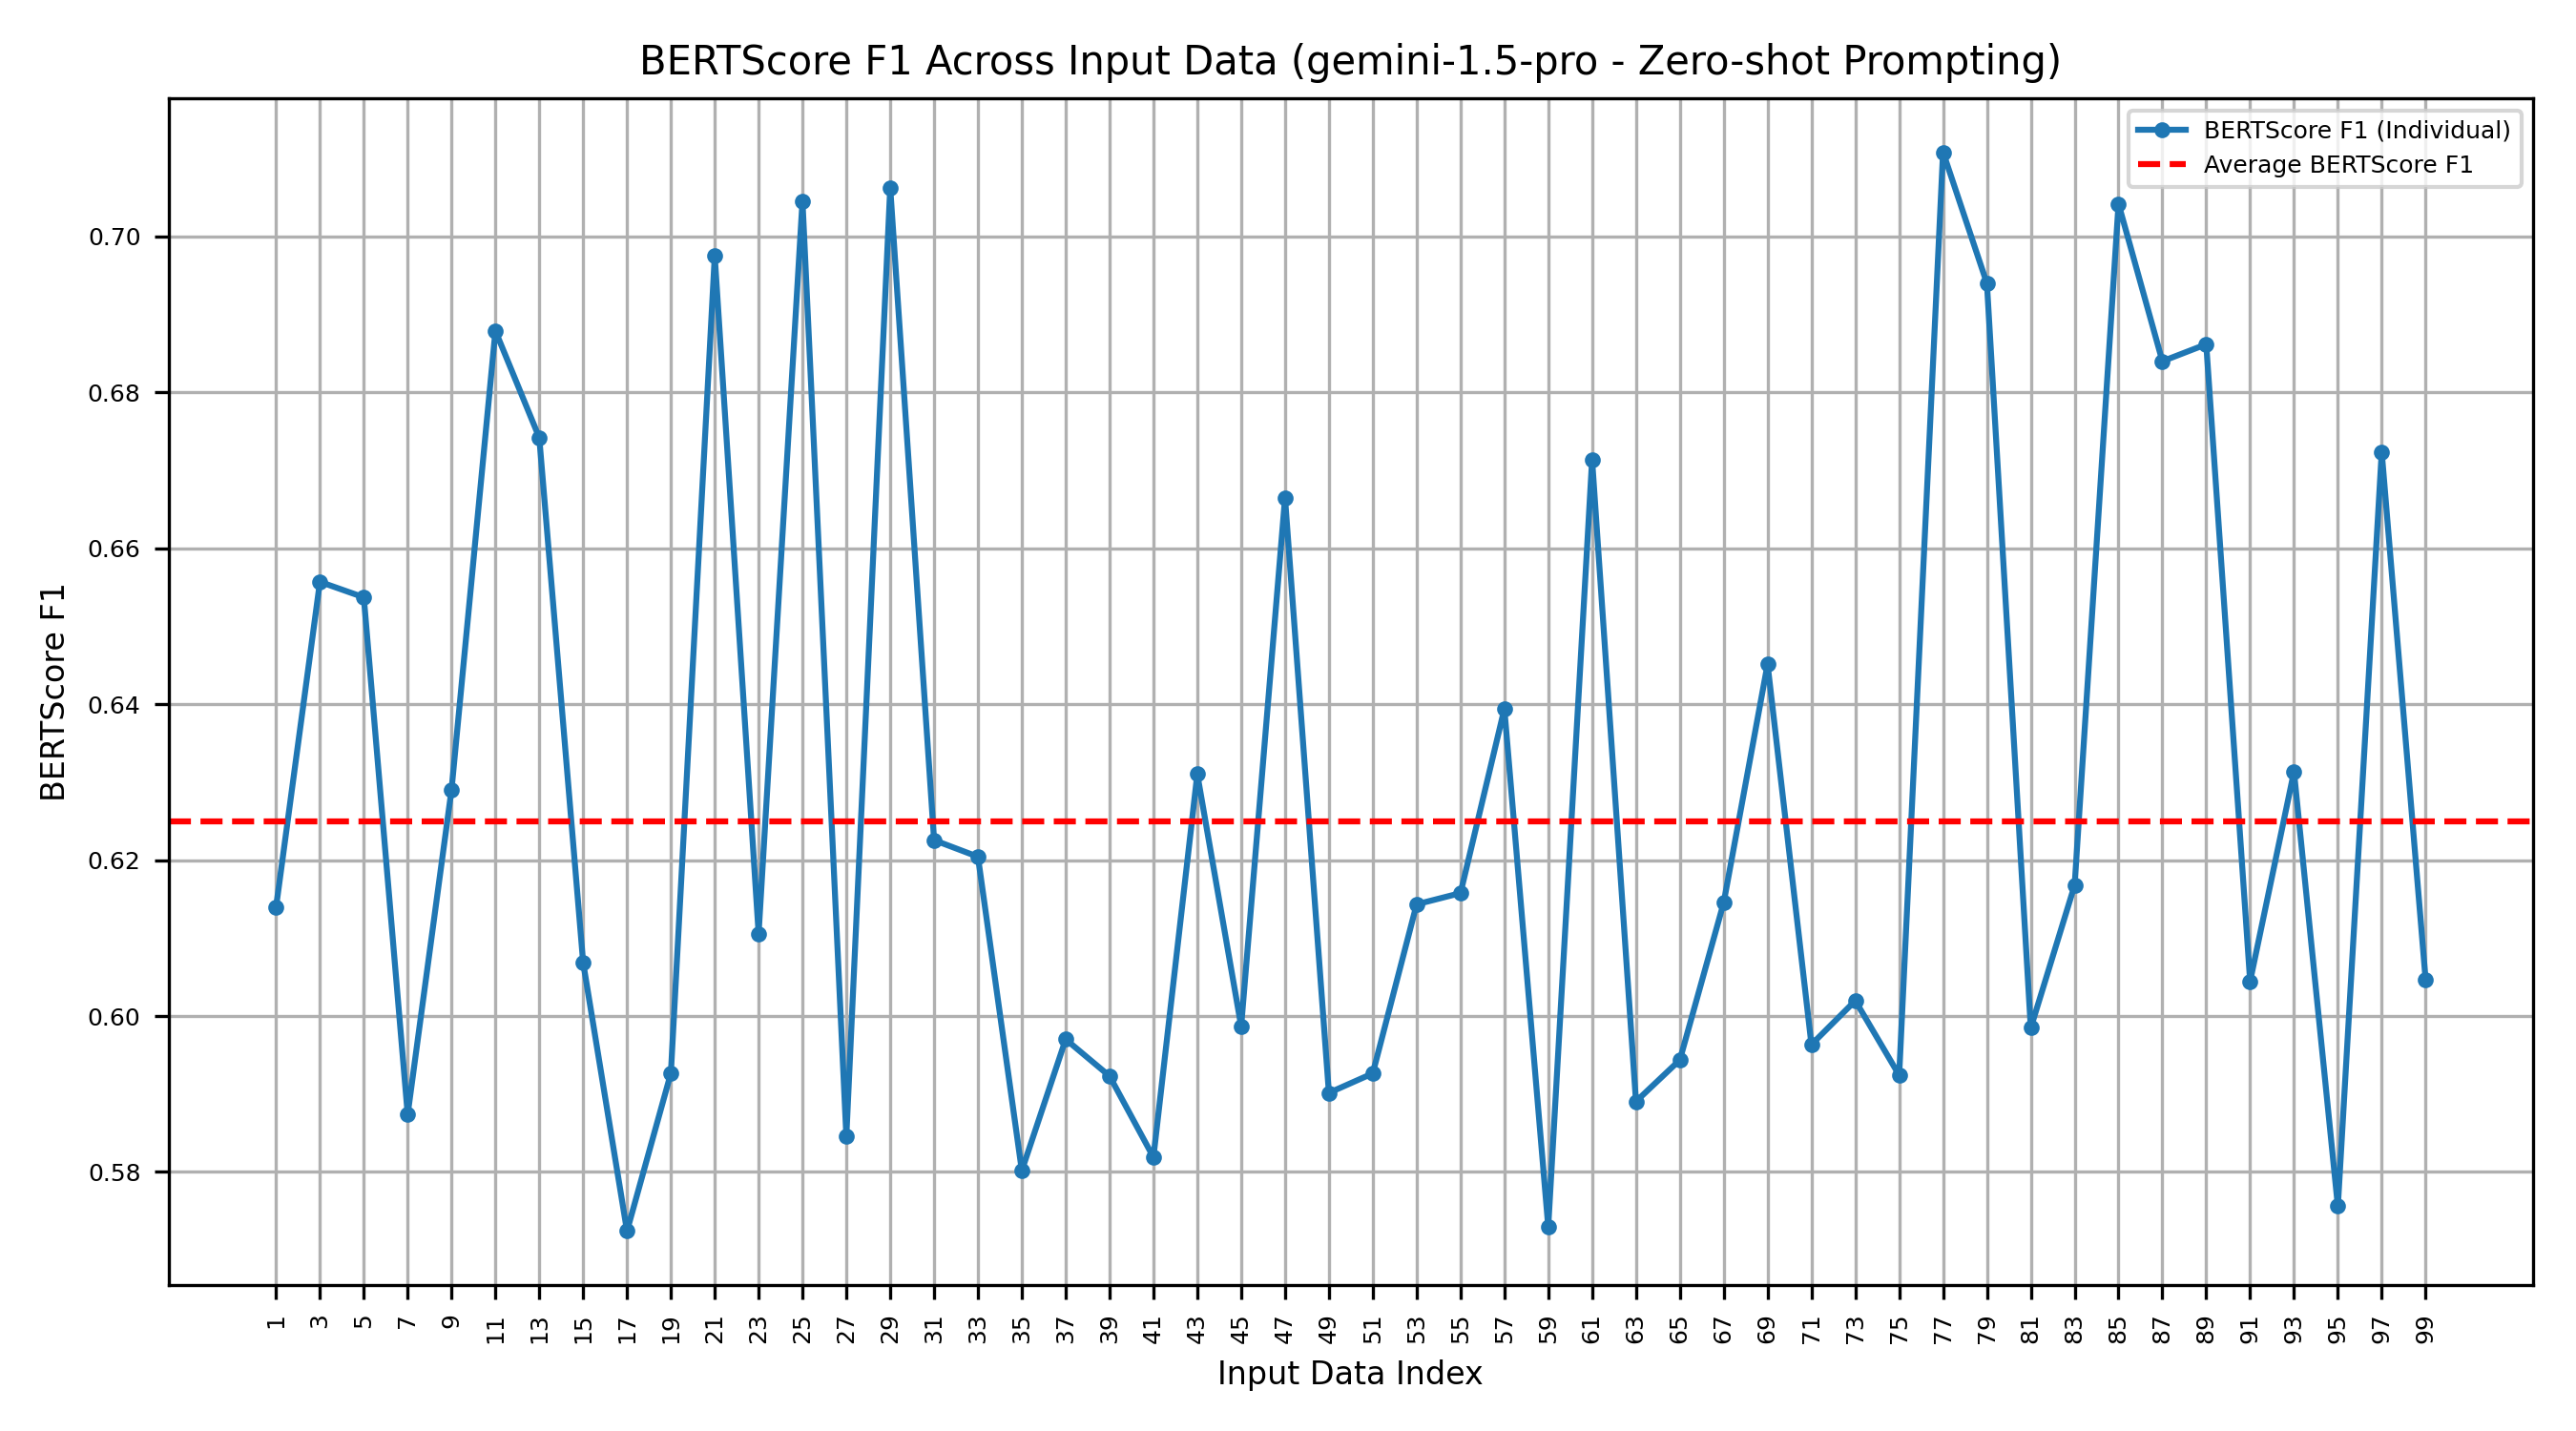 BERTScore F1 Across Input Data (gemini-1.5-pro - Zero-shot Prompting)
BERTScore F1 (Individual)
Average BERTScore F1
0.70
0.68
0.66
0.64
0.62
0.60
0.58
BERTScore F1
1 3 5 7 9 11 13 15 17 19 21 23 25 27 29 31 33 35 37 39 41 43 45 47 49 51 53 55 57 59 61 63 65 67 69 71 73 75 77 79 81 83 85 87 89 91 93 95 97 99
Input Data Index